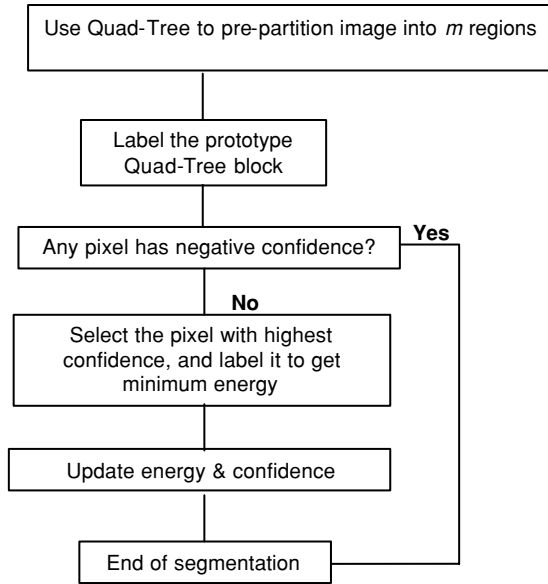 Use Quad-Tree to pre-partition image into m regions
Label the prototype
Quad-Tree block
Any pixel has negative confidence?
Yes
No
Select the pixel with highest
confidence, and label it to get
minimum energy
Update energy & confidence
End of segmentation